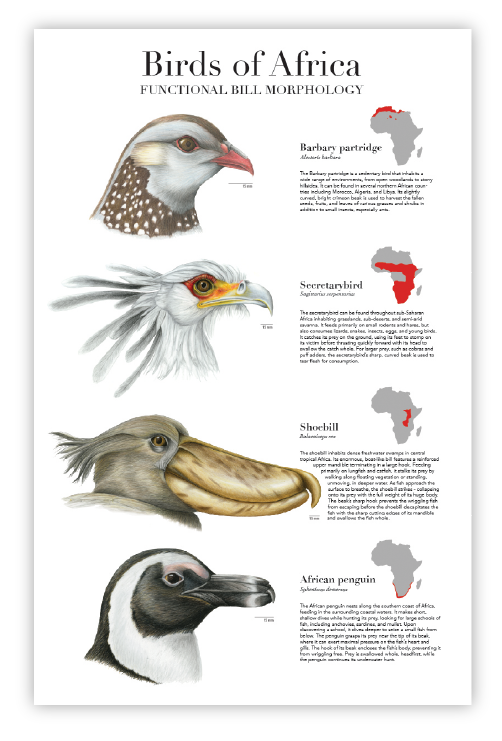 Birds of Africa
FUNCTIONAL BILL MORPHOLOGY
Barbary partridge
Alectoris barbara
The Barbary partridge is a sedentary bird that inhabits a
wide range of environments, from open woodlands to stony
hillsides. It can be found in several northern African coun-
tries including Morocco, Algeria, and Libya. Its slightly
curved, bright crimson beak is used to harvest the fallen
seeds, fruits, and leaves of various grasses and shrubs in
addition to small insects, especially ants.
15 mm
Secretarybird
Sagittarius serpentarius
The secretarybird can be found throughout sub-Saharan
Africa inhabiting grasslands, sub-deserts, and semi-arid
savanna. It feeds primarily on small rodents and hares, but
also consumes lizards, snakes, insects, eggs, and young birds.
It catches its prey on the ground, using its feet to stomp on
its victim before thrusting quickly forward with its head to
swallow the catch whole. For larger prey, such as cobras and
puff adders, the secretarybird's sharp, curved beak is used to
tear flesh for consumption.
15 mm
Shoebill
Balaeniceps rex
The shoebill inhabits dense freshwater swamps in central
tropical Africa. Its enormous, boat-like bill features a reinforced
upper mandible terminating in a large hook. Feeding
primarily on lungfish and catfish, it stalks its prey by
walking along floating vegetation or standing,
unmoving, in deeper water. As fish approach the
surface to breathe, the shoebill strikes - collapsing
onto its prey with the full weight of its huge body.
The beak's sharp hook prevents the wriggling fish
from escaping before the shoebill decapitates the
fish with the sharp cutting edges of its mandible
and swallows the fish whole.
15 mm
African penguin
Spheniscus demersus
The African penguin nests along the southern coast of Africa,
feeding in the surrounding coastal waters. It makes short,
shallow dives while hunting its prey, looking for large schools of
fish, including anchovies, sardines, and mullet. Upon
discovering a school, it dives deeper to seize a small fish from
below. The penguin grasps its prey near the tip of its beak,
where it can exert maximal pressure on the fish's heart and
gills. The hook of its beak encloses the fish's body, preventing it
from wriggling free. Prey is swallowed whole, headfirst, while
the penguin continues its underwater hunt.
15 mm